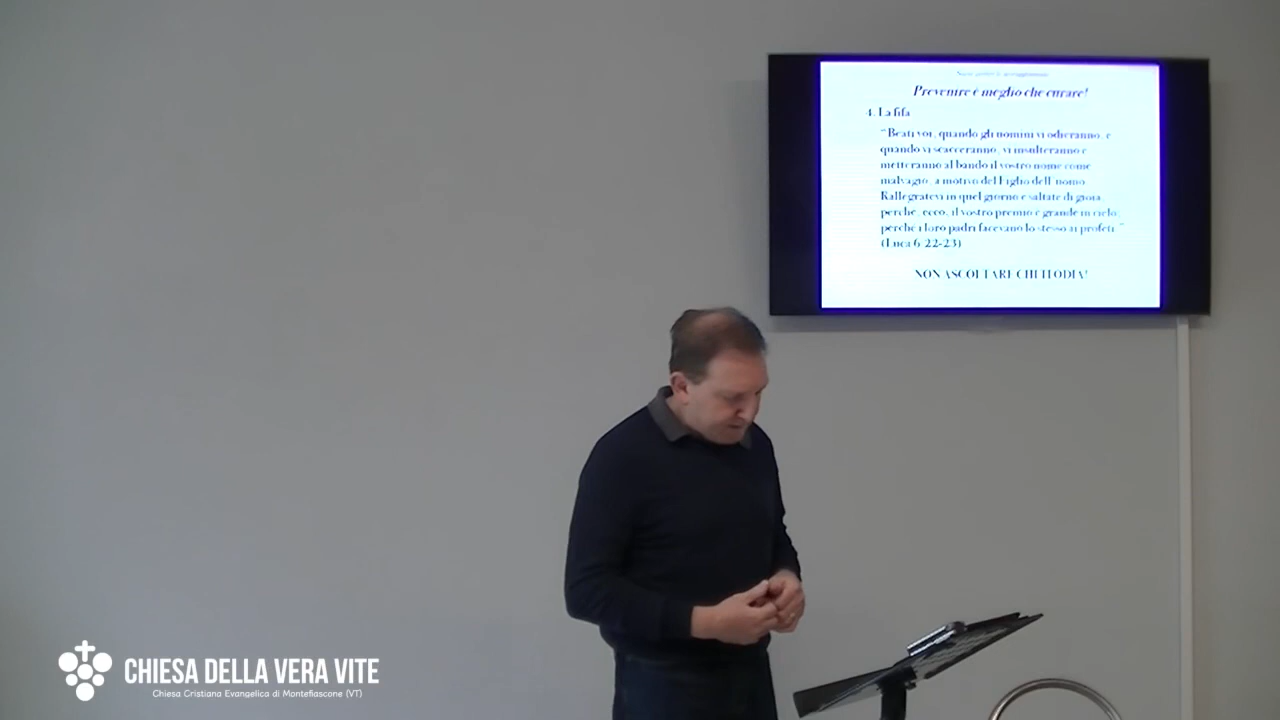 Prevenire è meglio che curare!
4. La fifa
“Beati voi, quando gli uomini vi odieranno, e
quando vi scacceranno, vi insulteranno e
metteranno al bando il vostro nome come
malvagio, a motivo del Figlio dell'uomo.
Rallegratevi in quel giorno e saltate di gioia,
perché, ecco, il vostro premio è grande in cielo,
perché i loro padri facevano lo stesso ai profeti.”
(Luca 6:22-23)
NON ASCOLTARE CHI TI ODIA!
CHIESA DELLA VERA VITE
Chiesa Cristiana Evangelica di Montefiascone (VT)